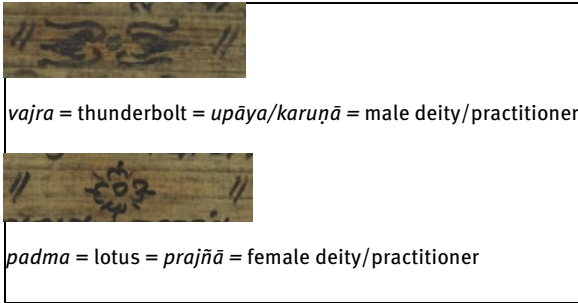 vajra = thunderbolt = upāya/karuṇā = male deity/practitioner
padma = lotus = prajñā = female deity/practitioner